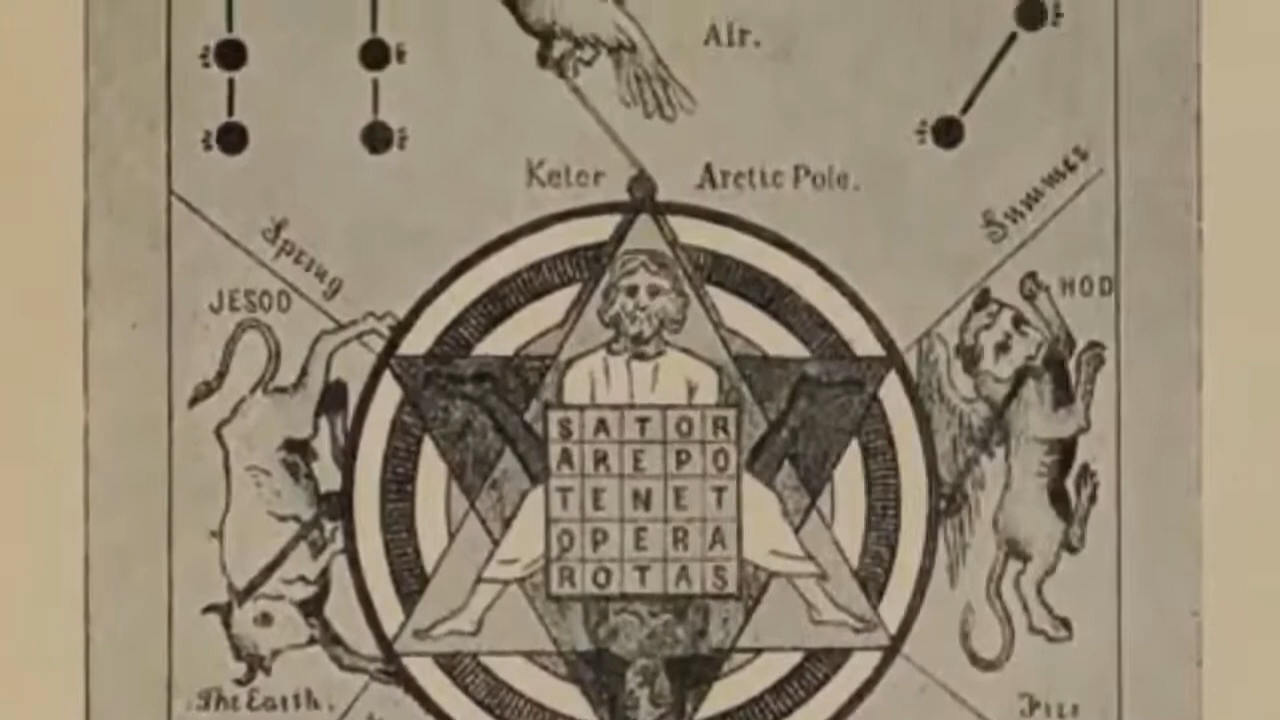 Air.
Keter Arctic Pole.
Spring
Summer
JESOD
HOD
SATOR
AREPO
TENET
OPERA
ROTAS
The Earth.